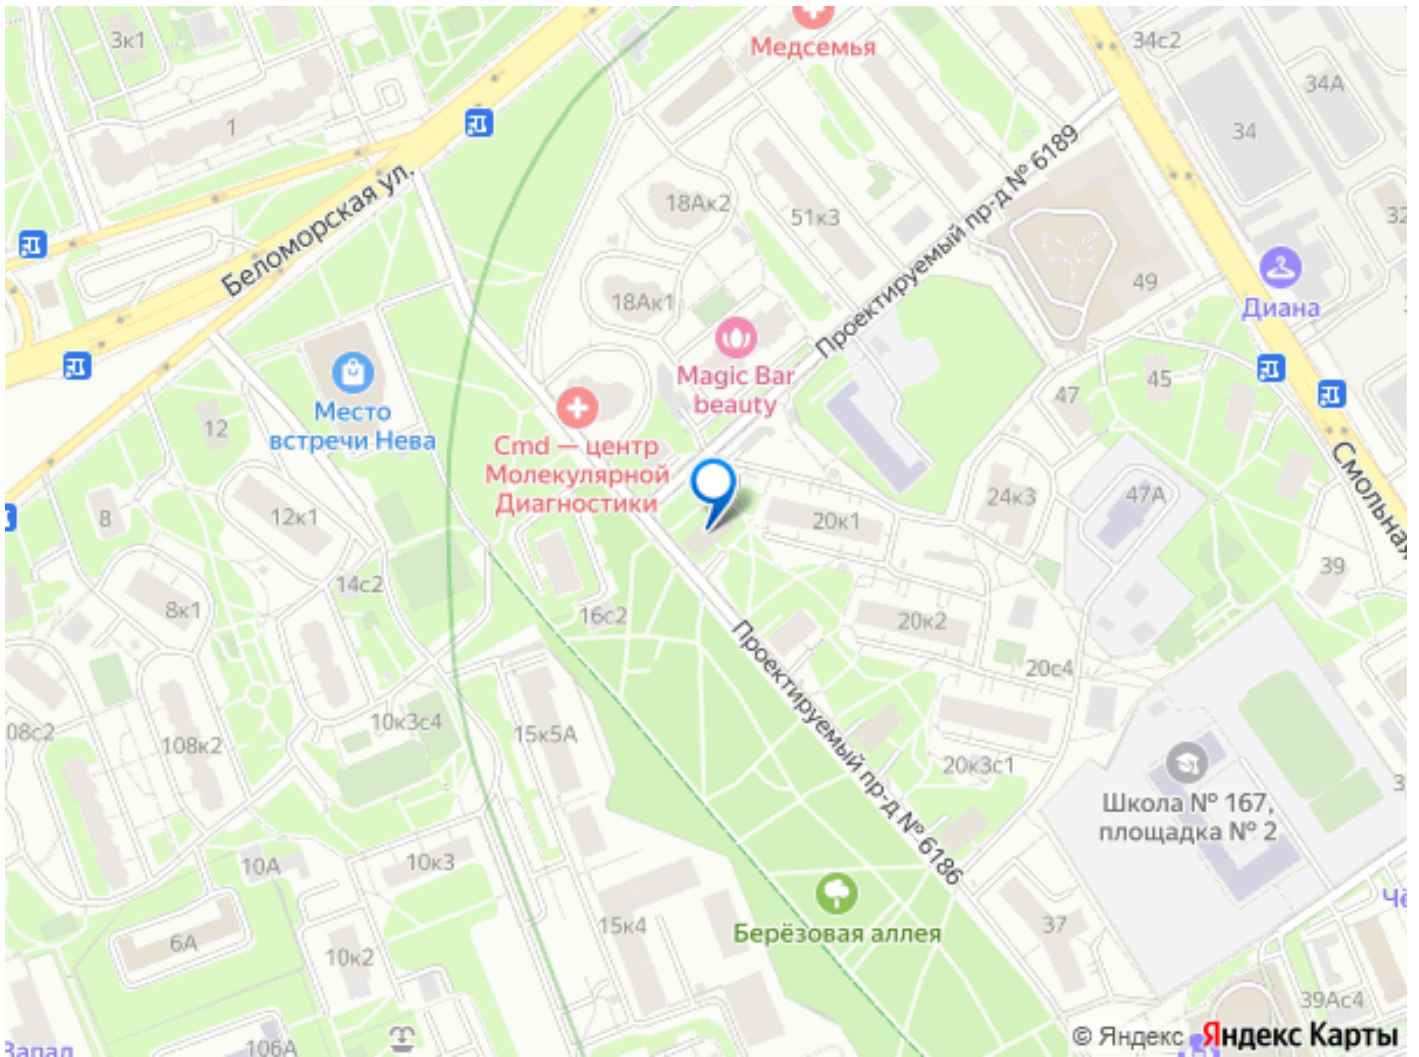 3к1
Медсемья
34с2
34А
34
1
Беломорская ул.
18Ак2
51к3
Проектируемый пр-д № 6189
32
49
Диана
18Ак1
Magic Bar
beauty
45
47
Место
встречи Нева
12
Cmd — центр
Молекулярной
Диагностики
Смольная
8
12к1
20к1
24к3
47А
39
14с2
8к1
16с2
20к2
20с4
Проектируемый пр-д № 6186
08с2
108к2
10к3с4
15к5А
20к3с1
Школа № 167,
площадка № 2
10А
10к3
Берёзовая аллея
15к4
37
6А
10к2
39Ас4
106А
© Яндекс Яндекс Карты